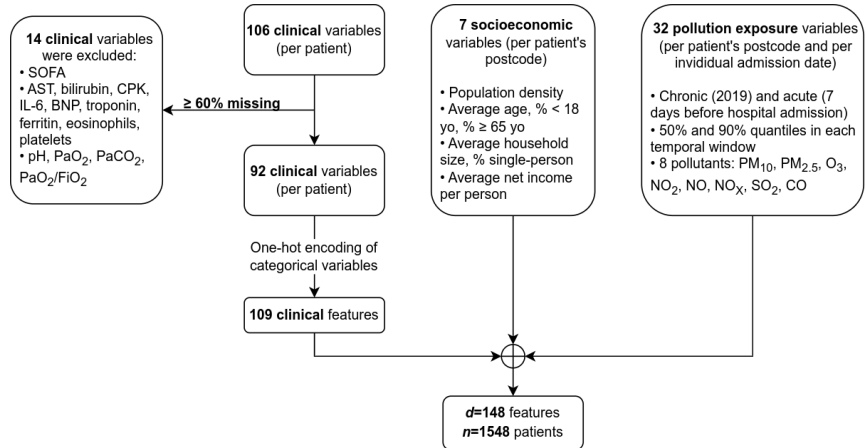 14 clinical variables
were excluded:
• SOFA
• AST, bilirubin, CPK,
IL-6, BNP, troponin,
ferritin, eosinophils,
platelets
• pH, PaO2, PaCO2,
PaO2/FiO2
≥ 60% missing
106 clinical variables
(per patient)
92 clinical variables
(per patient)
One-hot encoding of
categorical variables
109 clinical features
7 socioeconomic
variables (per patient's
postcode)
• Population density
• Average age, % < 18
yo, % ≥ 65 yo
• Average household
size, % single-person
• Average net income
per person
32 pollution exposure variables
(per patient's postcode and per
invididual admission date)
• Chronic (2019) and acute (7
days before hospital admission)
• 50% and 90% quantiles in each
temporal window
• 8 pollutants: PM10, PM2.5, O3,
NO2, NO, NOX, SO2, CO
d=148 features
n=1548 patients